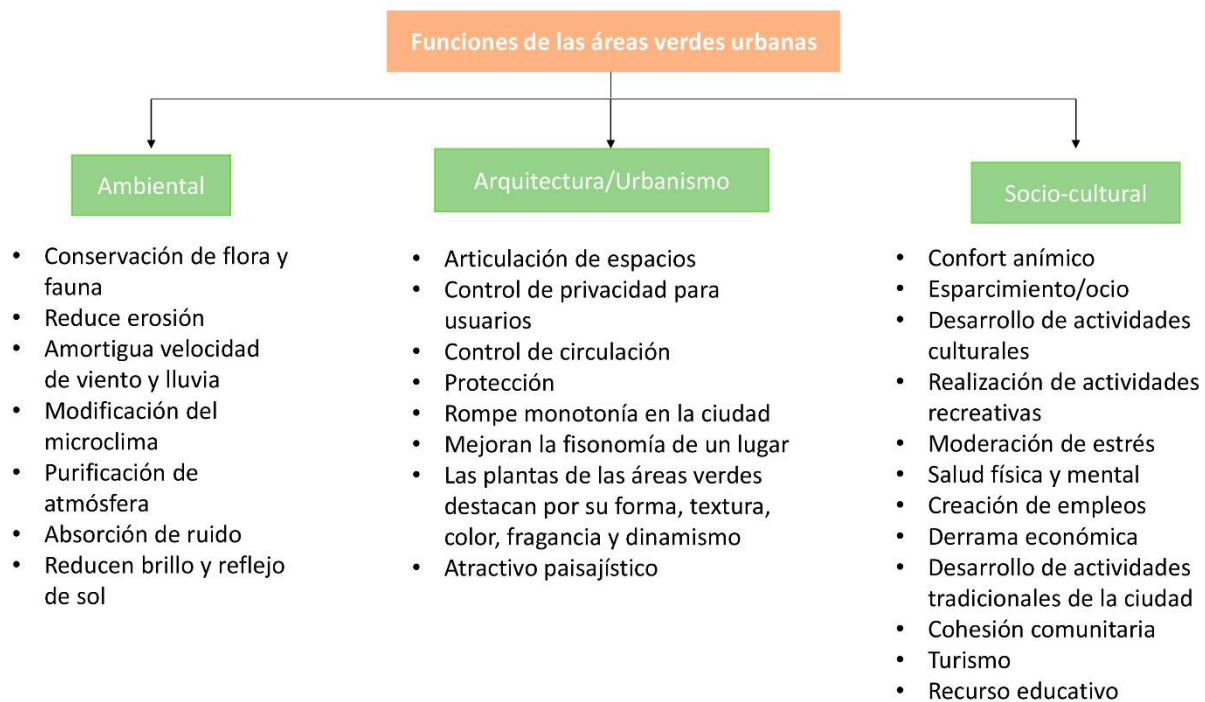 Funciones de las áreas verdes urbanas
Ambiental
• Conservación de flora y
fauna
• Reduce erosión
• Amortigua velocidad
de viento y lluvia
• Modificación del
microclima
• Purificación de
atmósfera
• Absorción de ruido
• Reducen brillo y reflejo
de sol
Arquitectura/Urbanismo
• Articulación de espacios
• Control de privacidad para
usuarios
• Control de circulación
• Protección
• Rompe monotonía en la ciudad
• Mejoran la fisonomía de un lugar
• Las plantas de las áreas verdes
destacan por su forma, textura,
color, fragancia y dinamismo
• Atractivo paisajístico
Socio-cultural
• Confort anímico
• Esparcimiento/ocio
• Desarrollo de actividades
culturales
• Realización de actividades
recreativas
• Moderación de estrés
• Salud física y mental
• Creación de empleos
• Derrama económica
• Desarrollo de actividades
tradicionales de la ciudad
• Cohesión comunitaria
• Turismo
• Recurso educativo